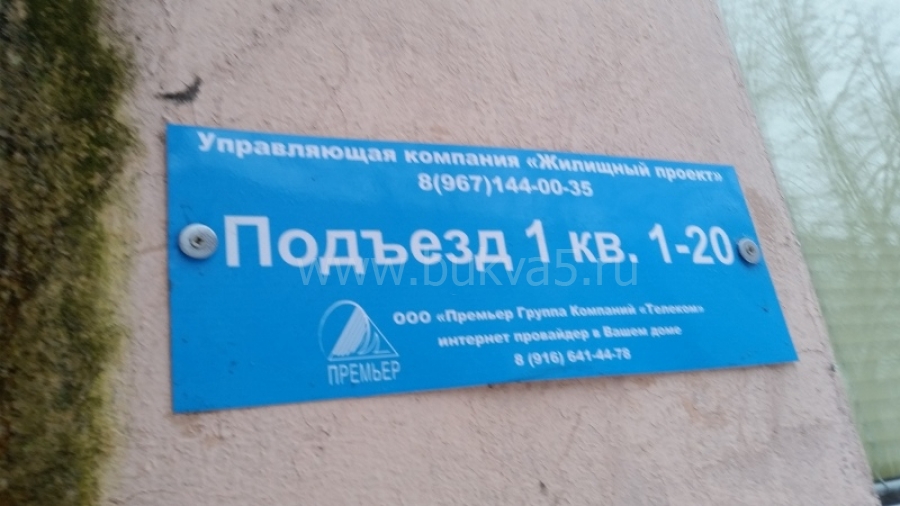 Управляющая компания «Жилищный проект»
8(967)144-00-35
Подъезд 1 кв. 1-20
www.bukva5.ru
ООО «Премьер Группа Компаний «Телеком»
интернет провайдер в Вашем доме
8 (916) 641-44-78
ПРЕМЬЕР